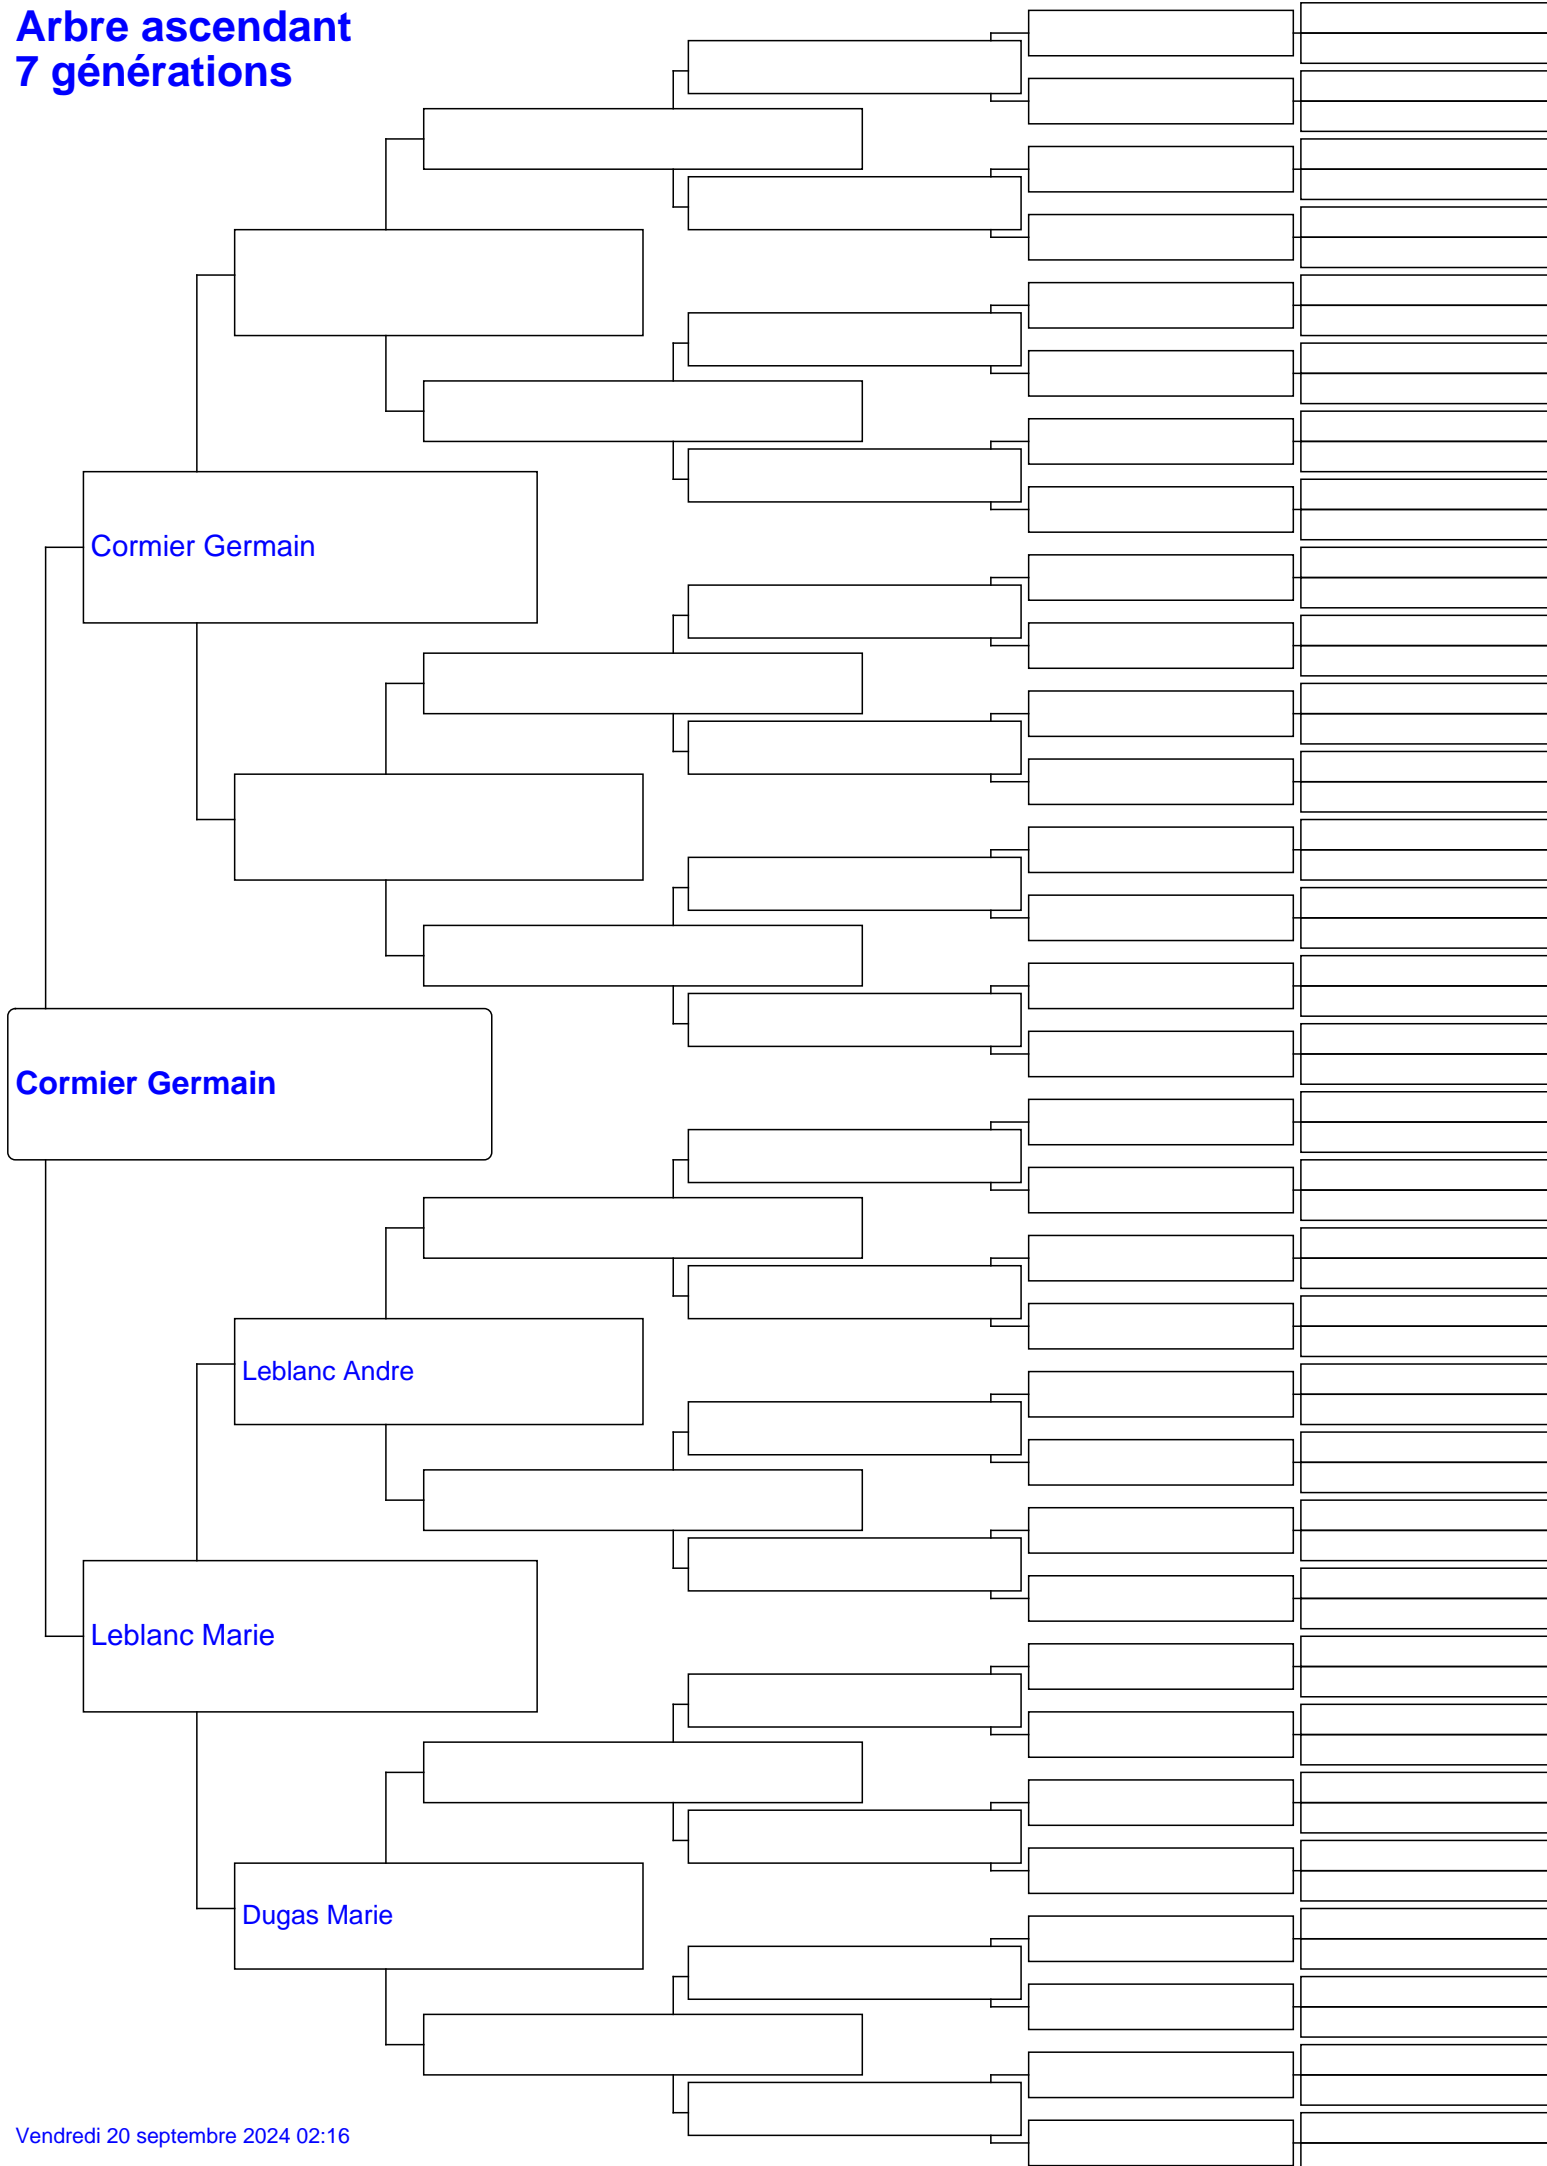 Arbre ascendant
7 générations
Cormier Germain
Cormier Germain
Leblanc Andre
Leblanc Marie
Dugas Marie
Vendredi 20 septembre 2024 02:16